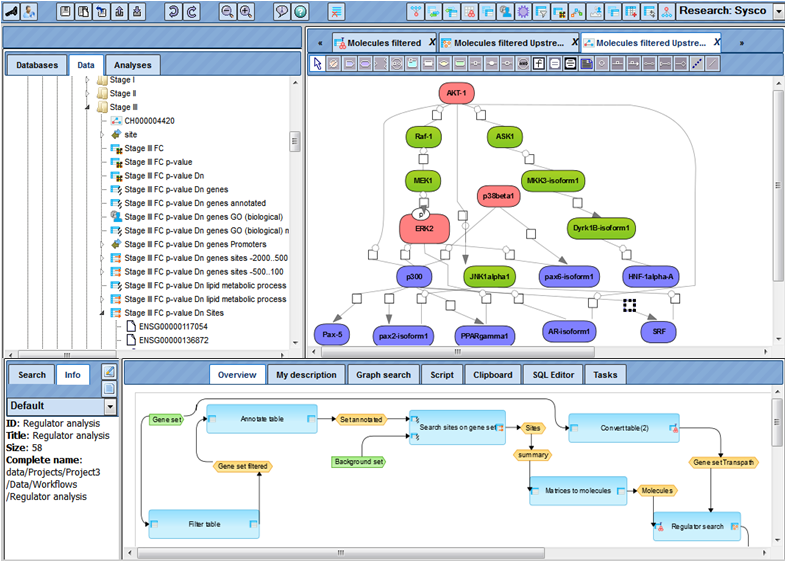 Research: Sysco
« Molecules filtered X Molecules filtered Upstre... X Molecules filtered Upstre... X »
Databases Data Analyses
Stage I
Stage II
Stage III
CH000004420
site
Stage III FC
Stage III FC p-value
Stage III FC p-value Dn
Stage III FC p-value Dn genes
Stage III FC p-value Dn genes annotated
Stage III FC p-value Dn genes GO (biological)
Stage III FC p-value Dn genes GO (biological) n
Stage III FC p-value Dn genes Promoters
Stage III FC p-value Dn genes sites -2000..500
Stage III FC p-value Dn genes sites -500..100
Stage III FC p-value Dn lipid metabolic process
Stage III FC p-value Dn lipid metabolic process
Stage III FC p-value Dn Sites
ENSG00000117054
ENSG00000136872
AKT-1
Raf-1
ASK1
MEK1
MKK3-isoform1
p38beta1
p
ERK2
Dyrk1B-isoform1
p300
JNK1alpha1
pax6-isoform1
HNF-1alpha-A
Pax-5
pax2-isoform1
PPARgamma1
AR-isoform1
SRF
Search Info
Default
ID: Regulator analysis
Title: Regulator analysis
Size: 58
Complete name:
data/Projects/Project3
/Data/Workflows
/Regulator analysis
Overview My description Graph search Script Clipboard SQL Editor Tasks
Gene set
Annotate table
Set annotated
Search sites on gene set
Sites
Convert table (2)
summary
Background set
Gene set filtered
Gene set Transpath
Matrices to molecules
Molecules
Filter table
Regulator search